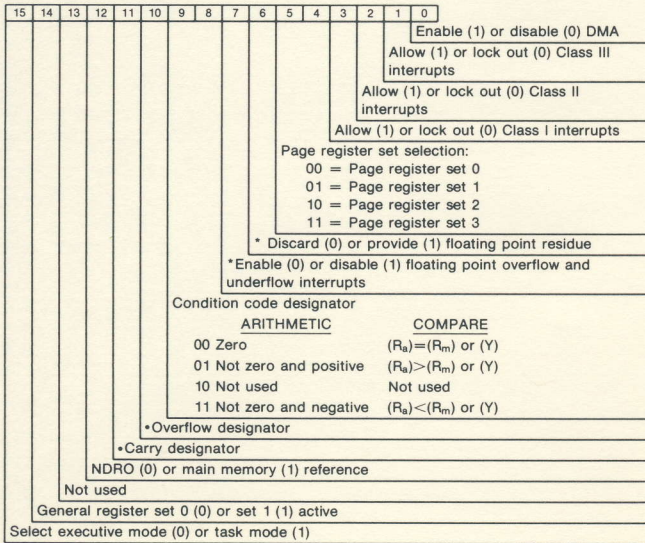 15 14 13 12 11 10 9 8 7 6 5 4 3 2 1 0
Enable (1) or disable (0) DMA
Allow (1) or lock out (0) Class III
interrupts
Allow (1) or lock out (0) Class II
interrupts
Allow (1) or lock out (0) Class I interrupts
Page register set selection:
00 = Page register set 0
01 = Page register set 1
10 = Page register set 2
11 = Page register set 3
* Discard (0) or provide (1) floating point residue
*Enable (0) or disable (1) floating point overflow and
underflow interrupts
Condition code designator
ARITHMETIC COMPARE
00 Zero (Ra)=(Rm) or (Y)
01 Not zero and positive (Ra)>(Rm) or (Y)
10 Not used Not used
11 Not zero and negative (Ra)<(Rm) or (Y)
•Overflow designator
•Carry designator
NDRO (0) or main memory (1) reference
Not used
General register set 0 (0) or set 1 (1) active
Select executive mode (0) or task mode (1)